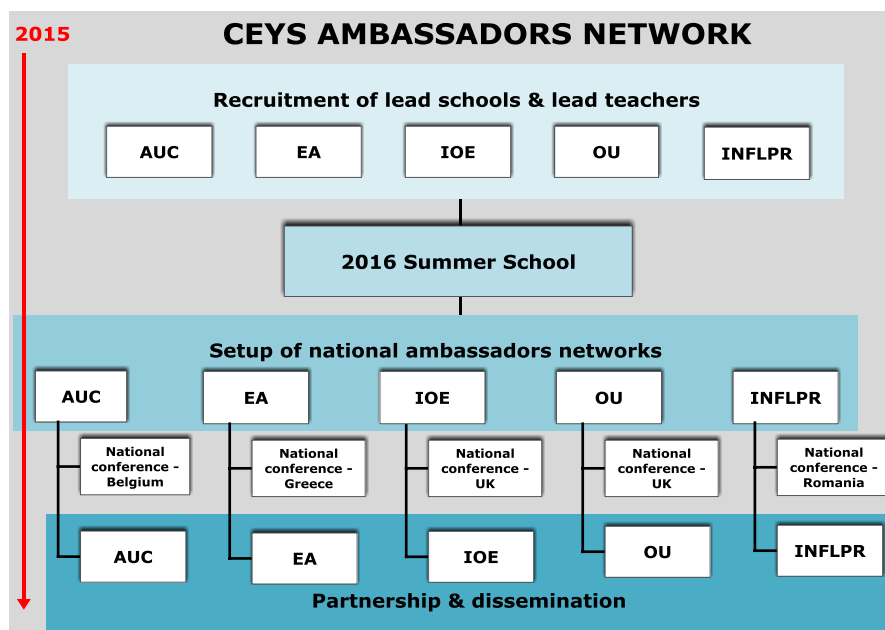 2015
CEYS AMBASSADORS NETWORK
Recruitment of lead schools & lead teachers
AUC
EA
IOE
OU
INFLPR
2016 Summer School
Setup of national ambassadors networks
AUC
EA
IOE
OU
INFLPR
National
conference -
Belgium
National
conference -
Greece
National
conference -
UK
National
conference -
UK
National
conference -
Romania
AUC
EA
IOE
OU
INFLPR
Partnership & dissemination